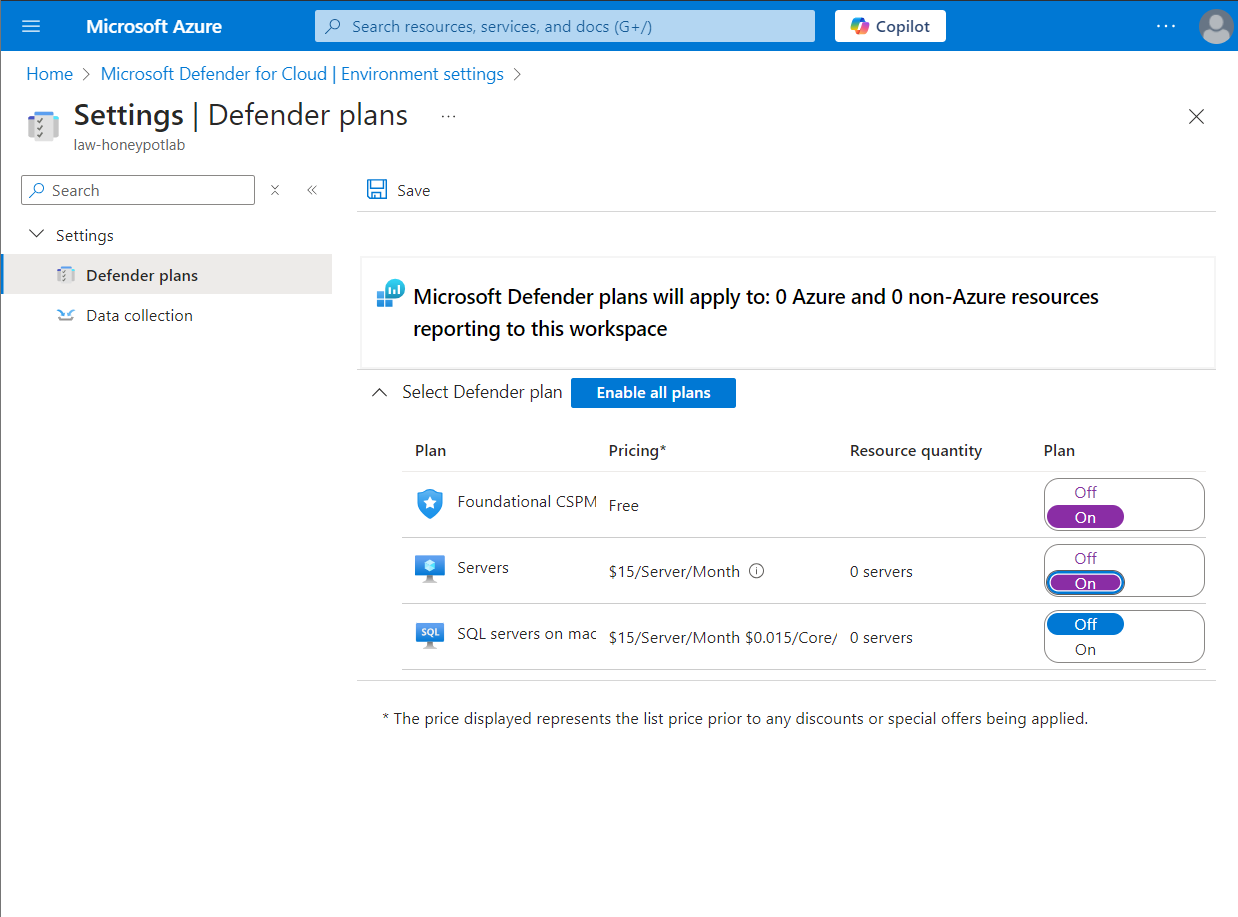 Microsoft Azure
Search resources, services, and docs (G+/)
Copilot
Home
Microsoft Defender for Cloud | Environment settings
Settings | Defender plans
law-honeypotlab
Search
Settings
Defender plans
Data collection
Save
Microsoft Defender plans will apply to: 0 Azure and 0 non-Azure resources
reporting to this workspace
Select Defender plan
Enable all plans
Plan Pricing* Resource quantity Plan
Foundational CSPM Free Off
On
Servers $15/Server/Month 0 servers Off
On
SQL
SQL servers on mac $15/Server/Month $0.015/Core/ 0 servers Off
On
* The price displayed represents the list price prior to any discounts or special offers being applied.